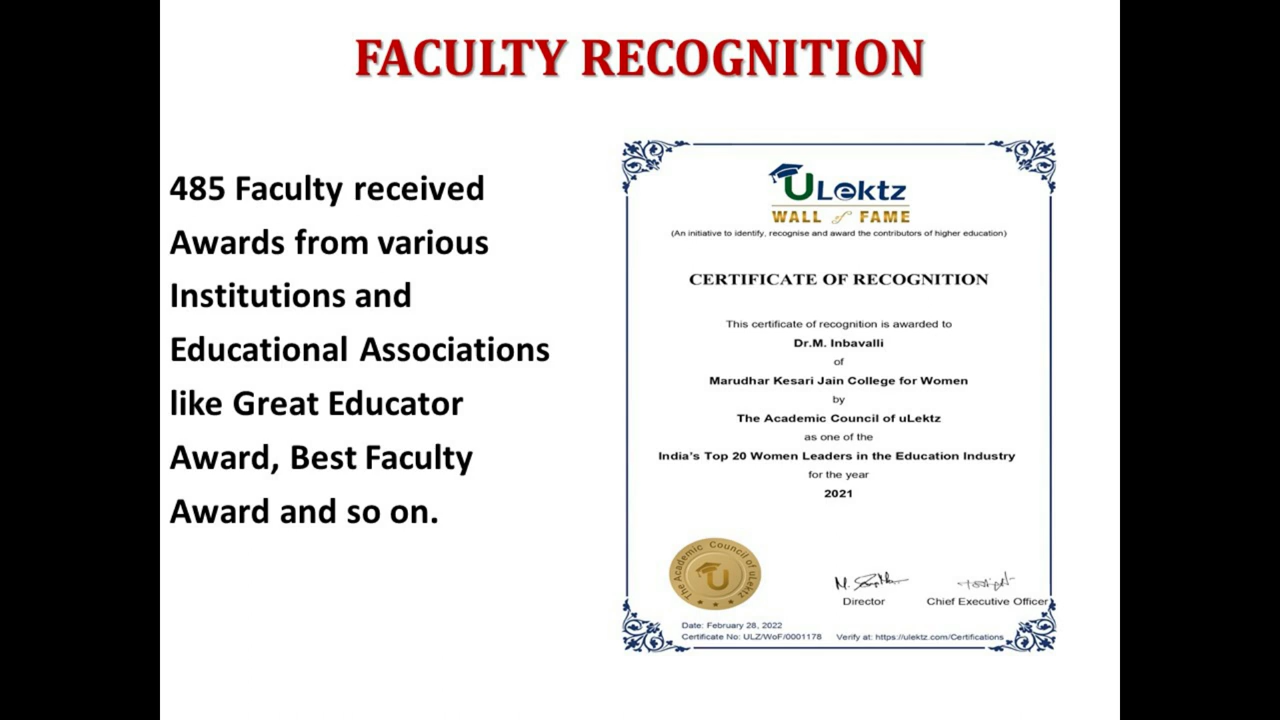 FACULTY RECOGNITION
485 Faculty received
Awards from various
Institutions and
Educational Associations
like Great Educator
Award, Best Faculty
Award and so on.
ULektz
WALL of FAME
(An initiative to identify, recognise and award the contributors of higher education)
CERTIFICATE OF RECOGNITION
This certificate of recognition is awarded to
Dr.M. Inbavalli
of
Marudhar Kesari Jain College for Women
by
The Academic Council of uLektz
as one of the
India's Top 20 Women Leaders in the Education Industry
for the year
2021
The Academic Council of uLektz
U
Director
Chief Executive Officer
Date: February 28, 2022
Certificate No: ULZ/WoF/0001178
Verify at: https://ulektz.com/Certifications